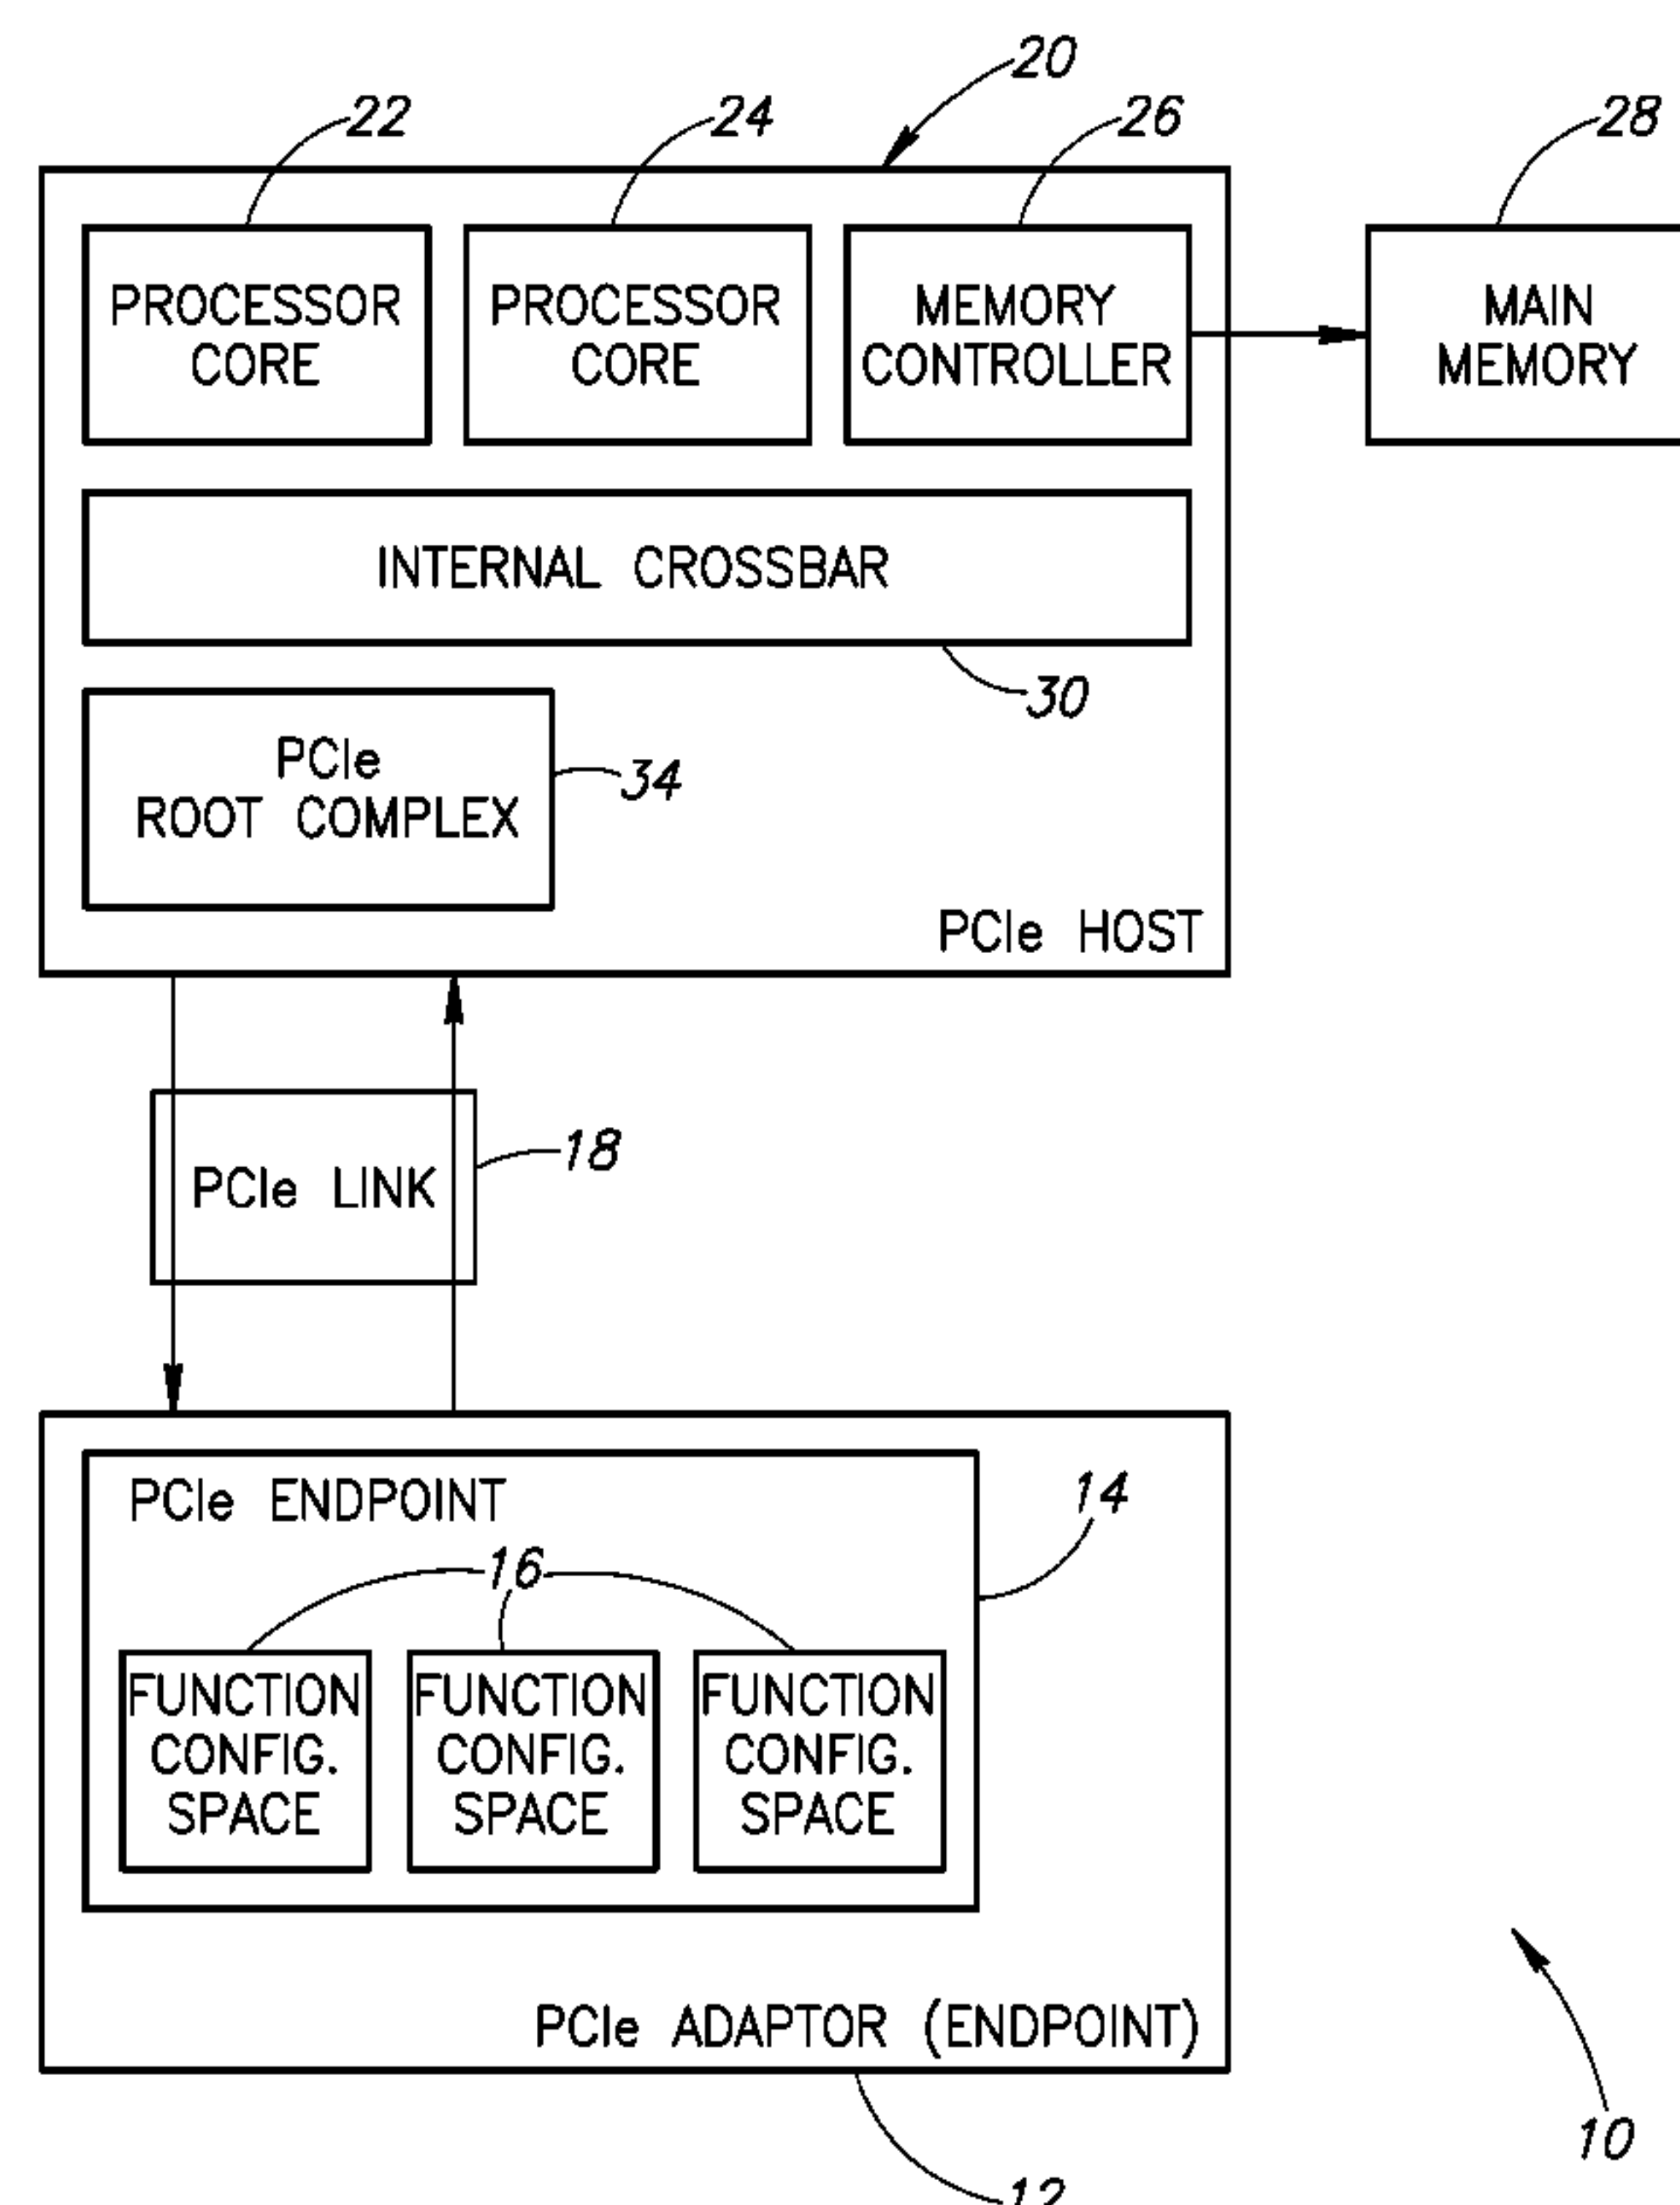 20
22
24
26
28
PROCESSOR
CORE
PROCESSOR
CORE
MEMORY
CONTROLLER
MAIN
MEMORY
INTERNAL CROSSBAR
30
PCIe
ROOT COMPLEX
34
PCIe HOST
PCIe LINK
18
PCIe ENDPOINT
14
16
FUNCTION
CONFIG.
SPACE
FUNCTION
CONFIG.
SPACE
FUNCTION
CONFIG.
SPACE
PCIe ADAPTOR (ENDPOINT)
10
12